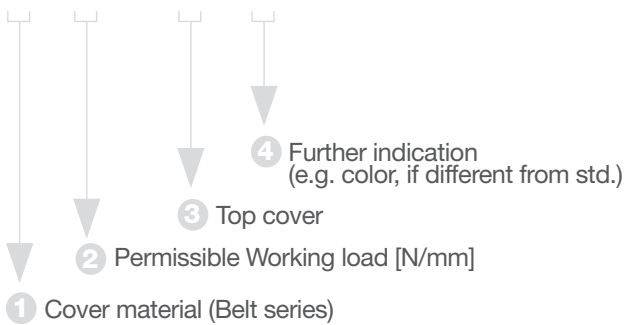 4 Further indication
(e.g. color, if different from std.)
3 Top cover
2 Permissible Working load [N/mm]
1 Cover material (Belt series)